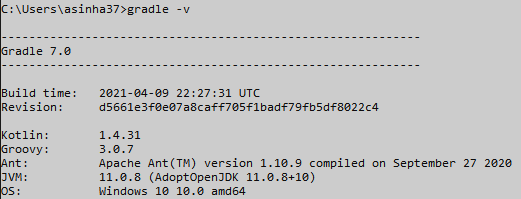 C:\Users\asinha37>gradle -v
------------------------------------------------------------
Gradle 7.0
------------------------------------------------------------
Build time:   2021-04-09 22:27:31 UTC
Revision:     d5661e3f0e07a8caff705f1badf79fb5df8022c4
Kotlin:       1.4.31
Groovy:       3.0.7
Ant:          Apache Ant(TM) version 1.10.9 compiled on September 27 2020
JVM:          11.0.8 (AdoptOpenJDK 11.0.8+10)
OS:           Windows 10 10.0 amd64